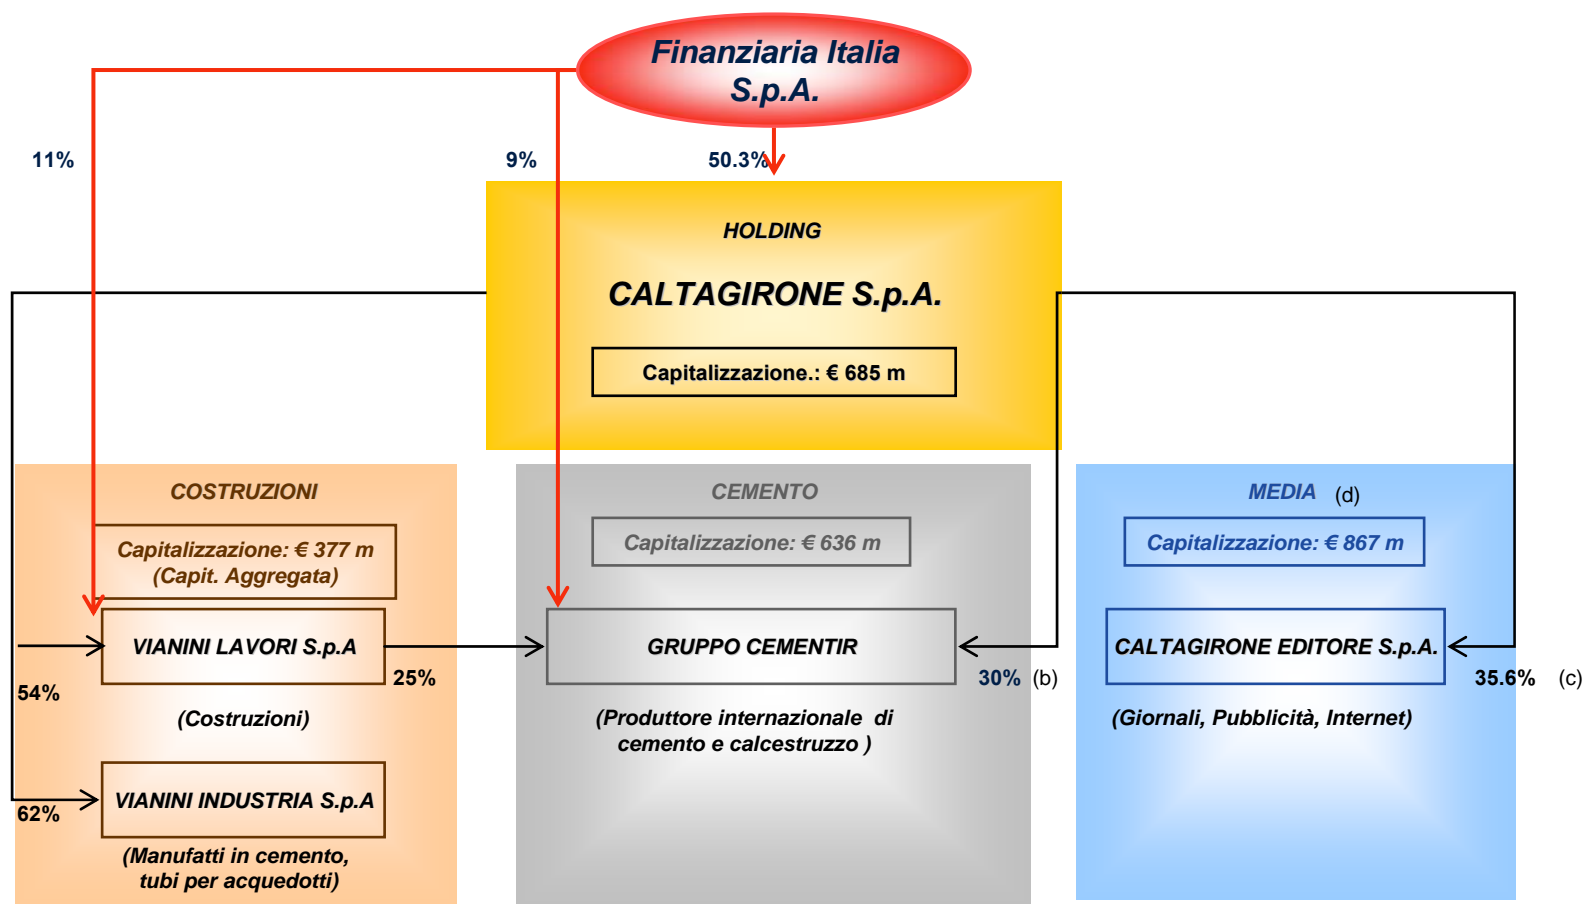 Finanziaria Italia
S.p.A.
11%
9%
50.3%
HOLDING
CALTAGIRONE S.p.A.
Capitalizzazione.: € 685 m
COSTRUZIONI
Capitalizzazione: € 377 m
(Capit. Aggregata)
VIANINI LAVORI S.p.A
25%
54%
(Costruzioni)
VIANINI INDUSTRIA S.p.A
62%
(Manufatti in cemento,
tubi per acquedotti)
CEMENTO
Capitalizzazione: € 636 m
GRUPPO CEMENTIR
30% (b)
(Produttore internazionale di
cemento e calcestruzzo )
MEDIA (d)
Capitalizzazione: € 867 m
CALTAGIRONE EDITORE S.p.A.
35.6% (c)
(Giornali, Pubblicità, Internet)